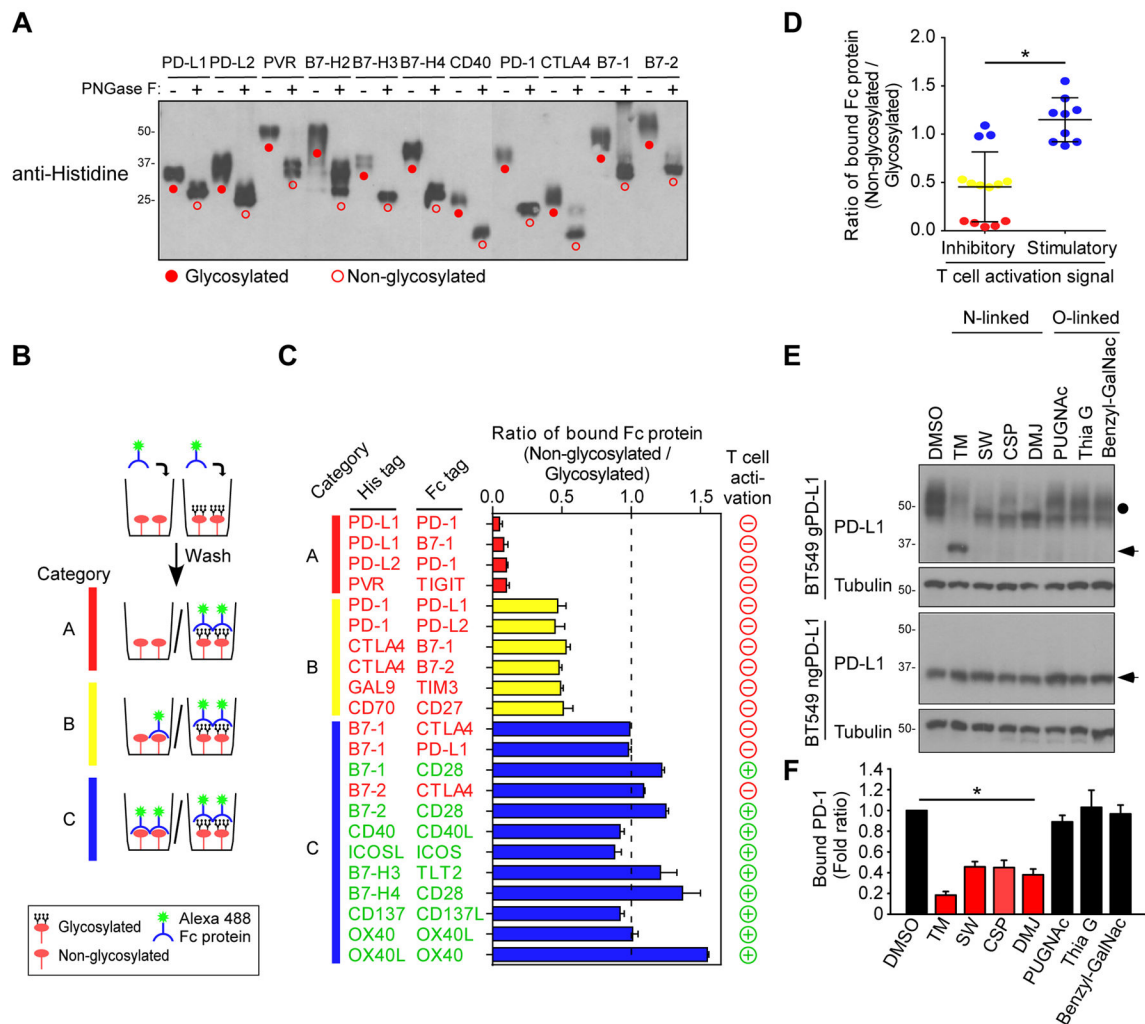 A
PD-L1 PD-L2 PVR B7-H2 B7-H3 B7-H4 CD40 PD-1 CTLA4 B7-1 B7-2
PNGase F: - + - + - + - + - + - + - + - + - + - + - +
anti-Histidine
50-
37-
25-
Glycosylated Non-glycosylated
B
Wash
Category
A
B
C
Glycosylated
Non-glycosylated
Alexa 488
Fc protein
C
Category
His tag
Fc tag
Ratio of bound Fc protein
(Non-glycosylated /
Glycosylated)
T cell
acti-
vation
0.0 0.5 1.0 1.5
A
B
C
PD-L1 PD-1 −
PD-L1 B7-1 −
PD-L2 PD-1 −
PVR TIGIT −
PD-1 PD-L1 −
PD-1 PD-L2 −
CTLA4 B7-1 −
CTLA4 B7-2 −
GAL9 TIM3 −
CD70 CD27 −
B7-1 CTLA4 −
B7-1 PD-L1 −
B7-1 CD28 +
B7-2 CTLA4 −
B7-2 CD28 +
CD40 CD40L +
ICOSL ICOS +
B7-H3 TLT2 +
B7-H4 CD28 +
CD137 CD137L +
OX40 OX40L +
OX40L OX40 +
D
Ratio of bound Fc protein
(Non-glycosylated /
Glycosylated)
2.0
1.5
1.0
0.5
0.0
*
Inhibitory Stimulatory
T cell activation signal
E
N-linked O-linked
DMSO
TM
SW
CSP
DMJ
PUGNAc
Thia G
Benzyl-GalNac
BT549 gPD-L1
50-
37-
PD-L1
50-
Tubulin
BT549 ngPD-L1
37-
PD-L1
50-
Tubulin
F
Bound PD-1
(Fold ratio)
1.4
1.2
1
0.8
0.6
0.4
0.2
0
*
DMSO
TM
SW
CSP
DMJ
PUGNAc
Thia G
Benzyl-GalNac